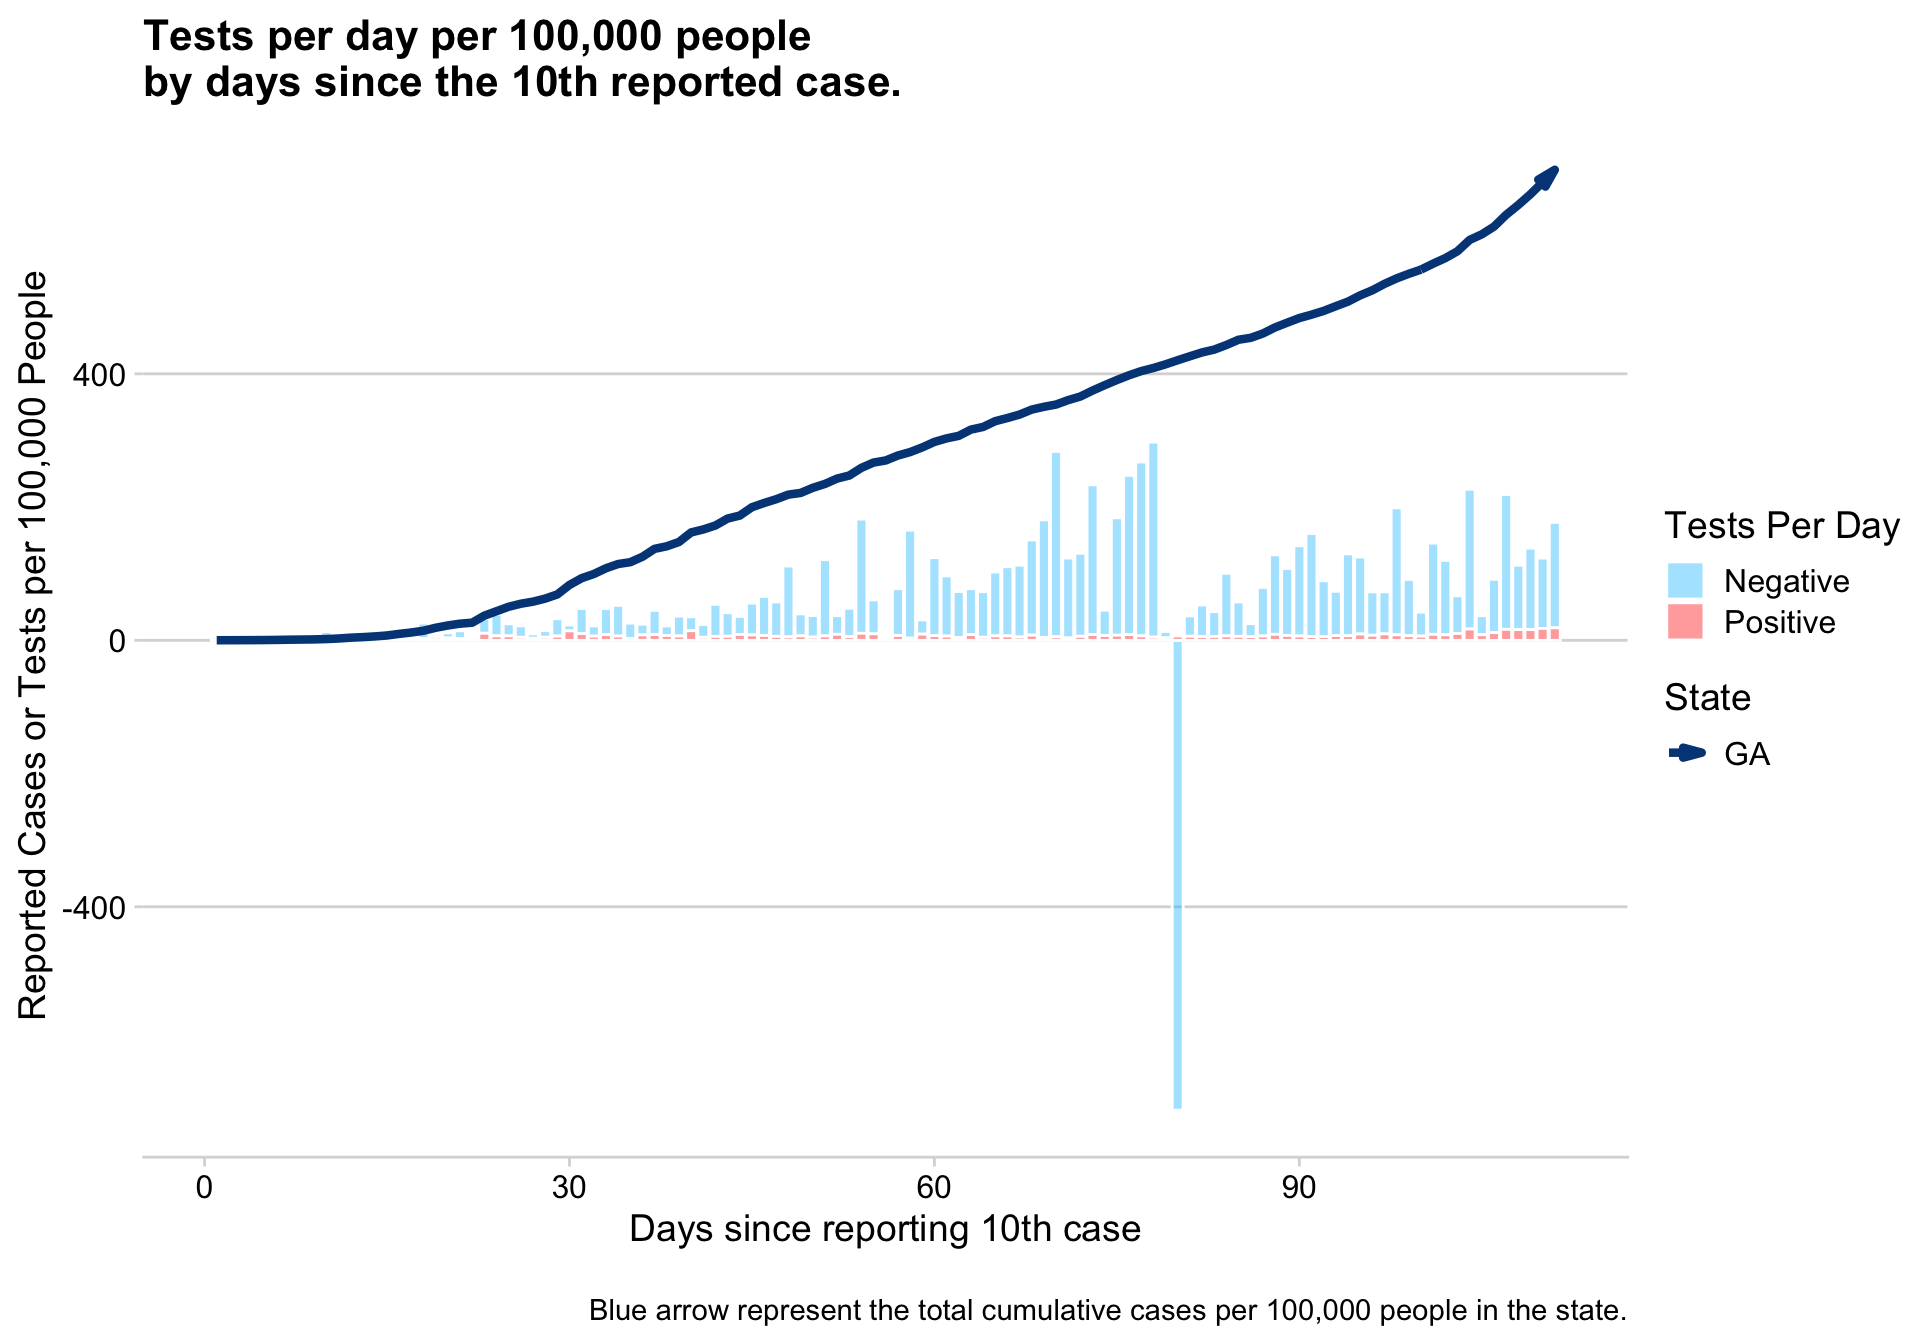 Tests per day per 100,000 people
by days since the 10th reported case.
Reported Cases or Tests per 100,000 People
400
0
-400
0
30
60
90
Days since reporting 10th case
Tests Per Day
Negative
Positive
State
GA
Blue arrow represent the total cumulative cases per 100,000 people in the state.